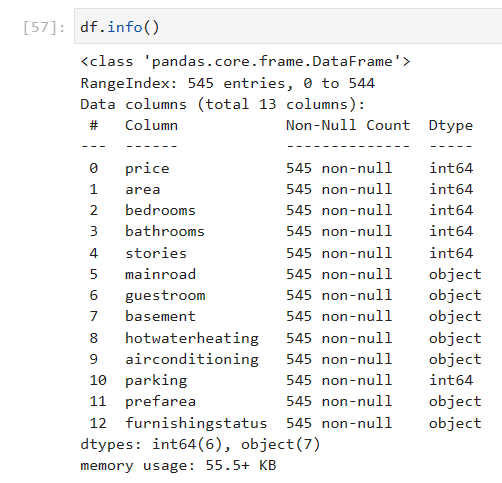 [57]: df.info()
<class 'pandas.core.frame.DataFrame'>
RangeIndex: 545 entries, 0 to 544
Data columns (total 13 columns):
 #   Column            Non-Null Count  Dtype
---  ------            --------------  -----
 0   price             545 non-null    int64
 1   area              545 non-null    int64
 2   bedrooms          545 non-null    int64
 3   bathrooms         545 non-null    int64
 4   stories           545 non-null    int64
 5   mainroad          545 non-null    object
 6   guestroom         545 non-null    object
 7   basement          545 non-null    object
 8   hotwaterheating   545 non-null    object
 9   airconditioning   545 non-null    object
 10  parking           545 non-null    int64
 11  prefarea          545 non-null    object
 12  furnishingstatus  545 non-null    object
dtypes: int64(6), object(7)
memory usage: 55.5+ KB